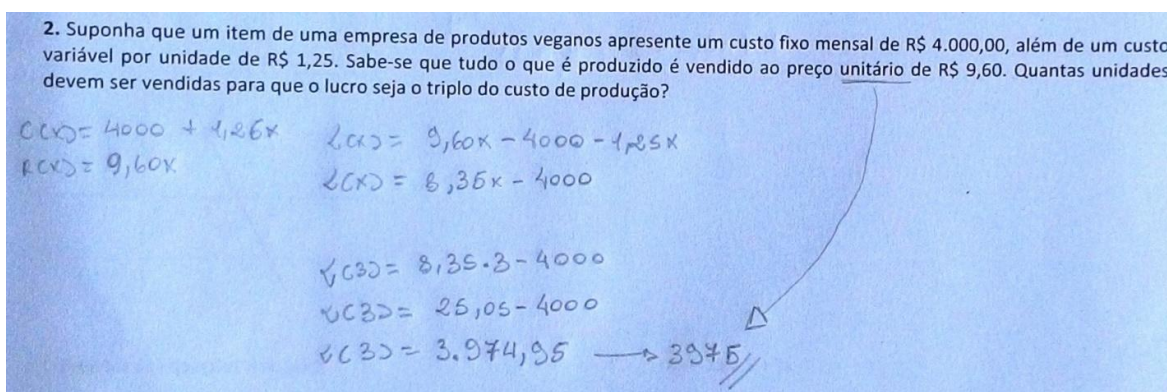 2. Suponha que um item de uma empresa de produtos veganos apresente um custo fixo mensal de R$ 4.000,00, além de um custo
variável por unidade de R$ 1,25. Sabe-se que tudo o que é produzido é vendido ao preço unitário de R$ 9,60. Quantas unidades
devem ser vendidas para que o lucro seja o triplo do custo de produção?
C(x) = 4000 + 1,25x
R(x) = 9,60x
L(x) = 9,60x - 4000 - 1,25x
L(x) = 8,35x - 4000
L(3) = 8,35.3 - 4000
L(3) = 25,05 - 4000
L(3) = 3.974,95 → 3975//